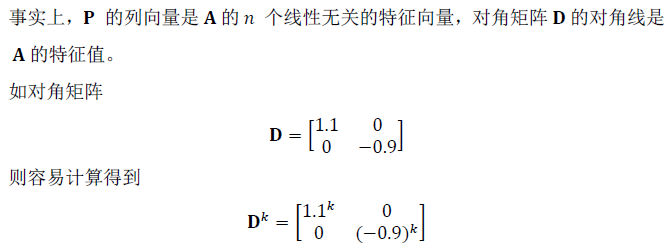 事实上，P 的列向量是 A 的 n 个线性无关的特征向量，对角矩阵 D 的对角线是
A 的特征值。
如对角矩阵
D = [1.1 0
0 −0.9]
则容易计算得到
D^k = [1.1^k 0
0 (−0.9)^k]